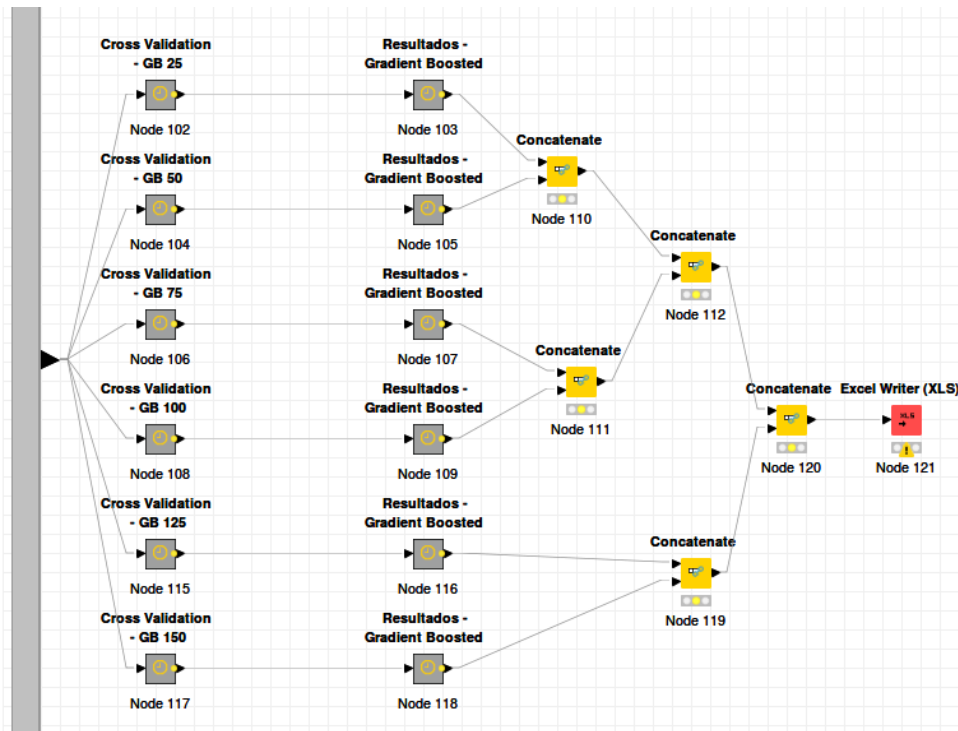 Cross Validation
- GB 25
Node 102
Resultados -
Gradient Boosted
Node 103
Concatenate
Node 110
Cross Validation
- GB 50
Node 104
Resultados -
Gradient Boosted
Node 105
Concatenate
Node 112
Cross Validation
- GB 75
Node 106
Resultados -
Gradient Boosted
Node 107
Concatenate
Node 111
Cross Validation
- GB 100
Node 108
Resultados -
Gradient Boosted
Node 109
Concatenate
Node 120
Excel Writer (XLS)
XLS
Node 121
Cross Validation
- GB 125
Node 115
Resultados -
Gradient Boosted
Node 116
Concatenate
Node 119
Cross Validation
- GB 150
Node 117
Resultados -
Gradient Boosted
Node 118